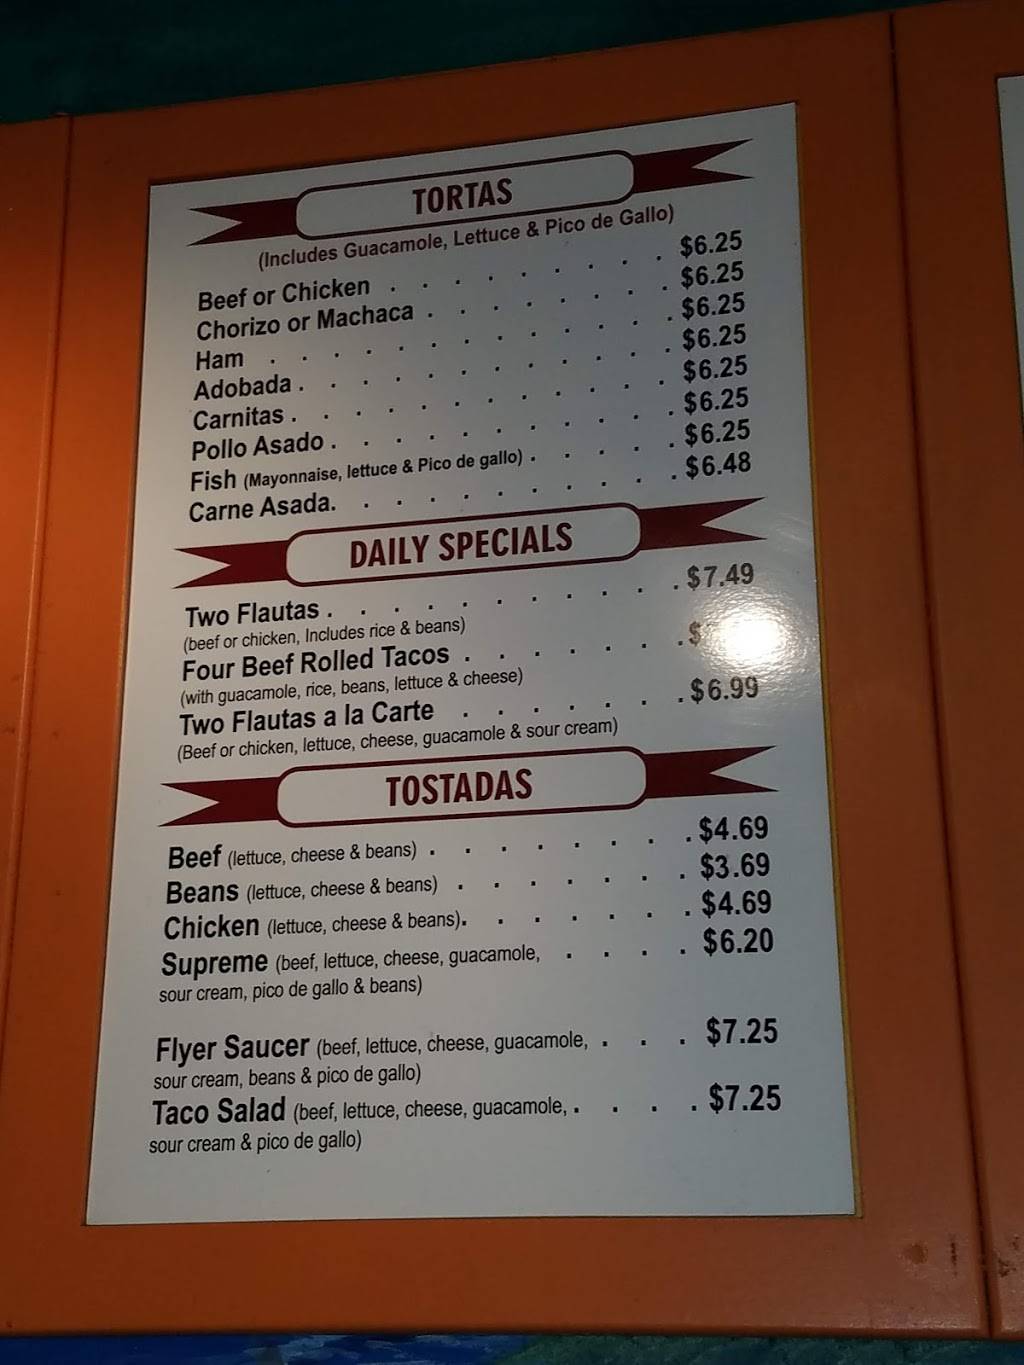 TORTAS
(Includes Guacamole, Lettuce & Pico de Gallo)
Beef or Chicken . . . . . . . . . $6.25
Chorizo or Machaca . . . . . . . . $6.25
Ham . . . . . . . . . . . . . $6.25
Adobada . . . . . . . . . . . . $6.25
Carnitas . . . . . . . . . . . . $6.25
Pollo Asado . . . . . . . . . . . $6.25
Fish (Mayonnaise, lettuce & Pico de gallo) . . . . . $6.25
Carne Asada. . . . . . . . . . . $6.48
DAILY SPECIALS
Two Flautas . . . . . . . . . . . $7.49
(beef or chicken, Includes rice & beans)
Four Beef Rolled Tacos . . . . . . . $
(with guacamole, rice, beans, lettuce & cheese)
Two Flautas a la Carte . . . . . . . $6.99
(Beef or chicken, lettuce, cheese, guacamole & sour cream)
TOSTADAS
Beef (lettuce, cheese & beans) . . . . . . . . $4.69
Beans (lettuce, cheese & beans) . . . . . . . $3.69
Chicken (lettuce, cheese & beans). . . . . . . $4.69
Supreme (beef, lettuce, cheese, guacamole, . . . . $6.20
sour cream, pico de gallo & beans)
Flyer Saucer (beef, lettuce, cheese, guacamole, . . . $7.25
sour cream, beans & pico de gallo)
Taco Salad (beef, lettuce, cheese, guacamole, . . . . $7.25
sour cream & pico de gallo)